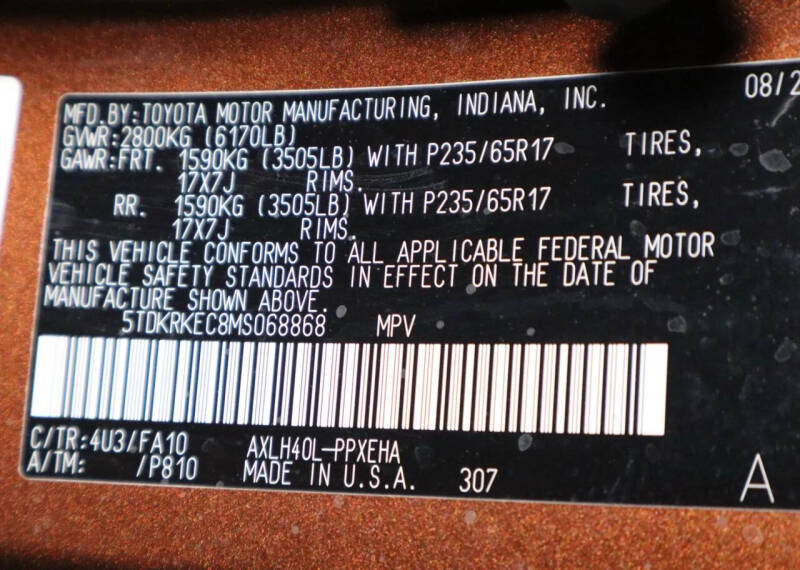 08/2
MFD.BY:TOYOTA MOTOR MANUFACTURING, INDIANA, INC.
GVWR:2800KG (6170LB)
GAWR:FRT. 1590KG (3505LB) WITH P235/65R17 TIRES,
17X7J RIMS.
RR. 1590KG (3505LB) WITH P235/65R17 TIRES,
17X7J RIMS.
THIS VEHICLE CONFORMS TO ALL APPLICABLE FEDERAL MOTOR
VEHICLE SAFETY STANDARDS IN EFFECT ON THE DATE OF
MANUFACTURE SHOWN ABOVE.
5TDKRKEC8MS068868 MPV
C/TR:4U3/FA10 AXLH40L-PPXEHA
A/TM: /P810 MADE IN U.S.A. 307
A